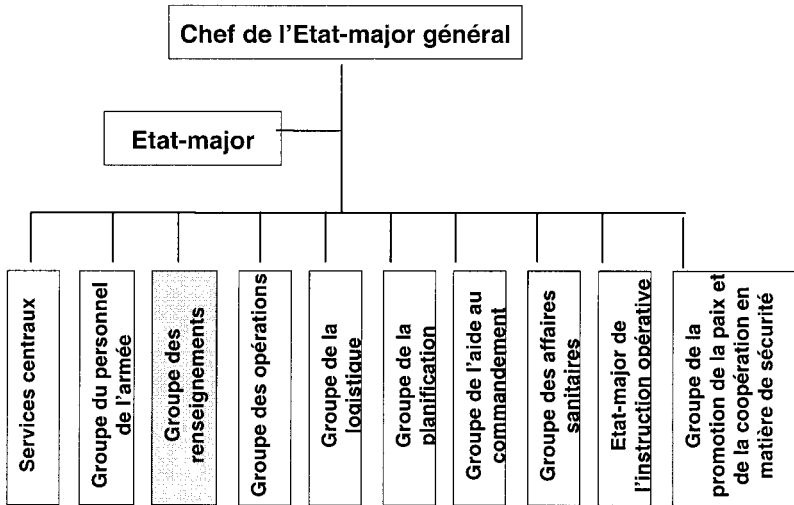 Chef de l'Etat-major général
Etat-major
Services centraux
Groupe du personnel
de l'armée
Groupe des
renseignements
Groupe des opérations
Groupe de la
logistique
Groupe de la
planification
Groupe de l'aide au
commandement
Groupe des affaires
sanitaires
Etat-major de
l'instruction opérative
Groupe de la
promotion de la paix et
de la coopération en
matière de sécurité